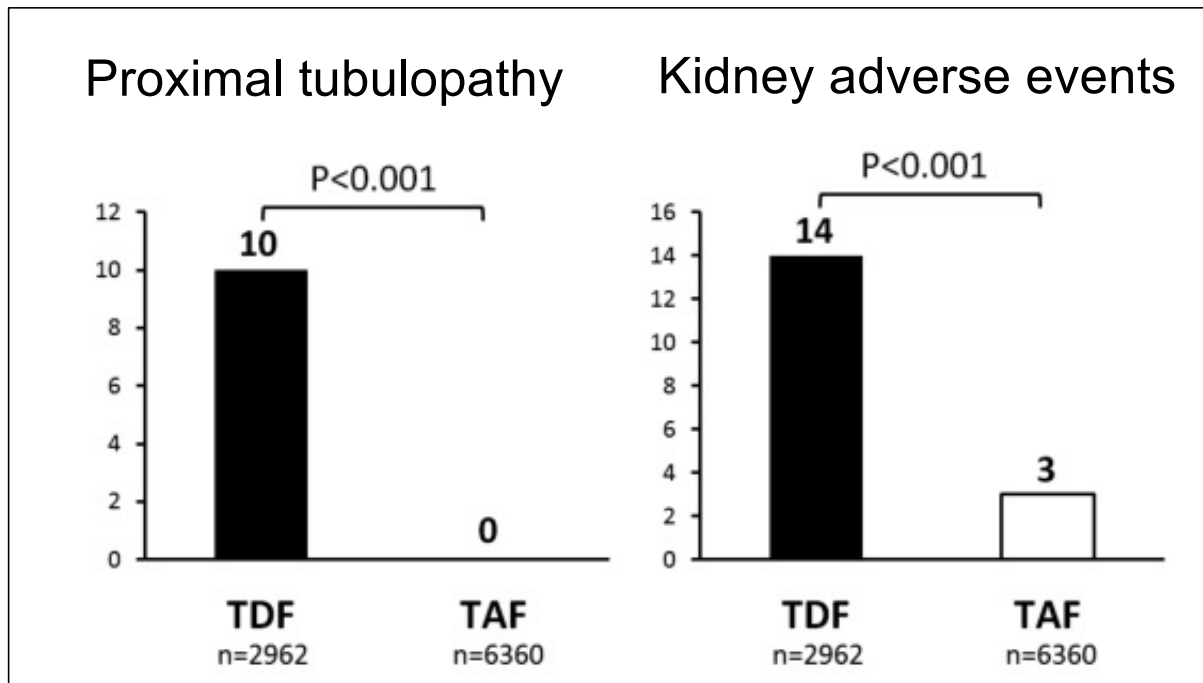 Proximal tubulopathy
P<0.001
12
10
8
6
4
2
0
10
0
TDF
TAF
n=2962
n=6360
Kidney adverse events
P<0.001
16
14
12
10
8
6
4
2
0
14
3
TDF
TAF
n=2962
n=6360